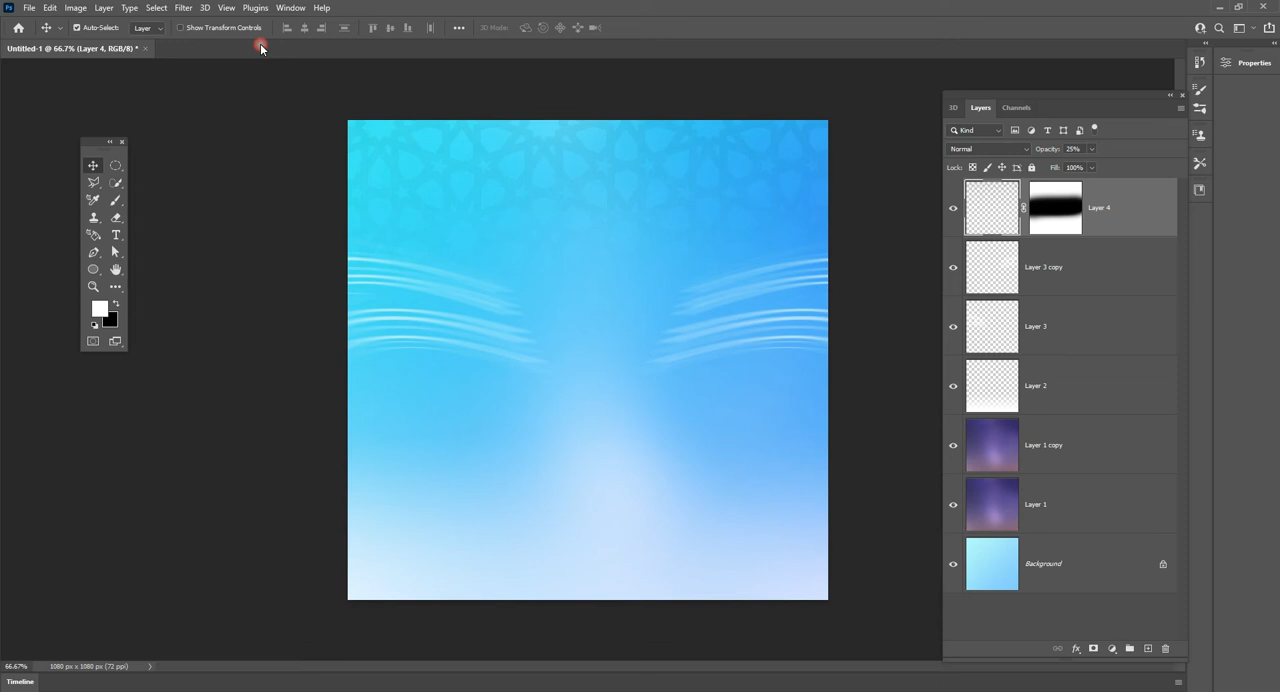 Ps File Edit Image Layer Type Select Filter 3D View Plugins Window Help
Auto-Select: Layer Show Transform Controls 3D Mode:
Untitled-1 @ 66.7% (Layer 4, RGB/8) *
Properties
3D Layers Channels
Kind
Normal Opacity: 25%
Lock: Fill: 100%
Layer 4
Layer 3 copy
Layer 3
Layer 2
Layer 1 copy
Layer 1
Background
fx
66.67% 1080 px x 1080 px (72 ppi)
Timeline